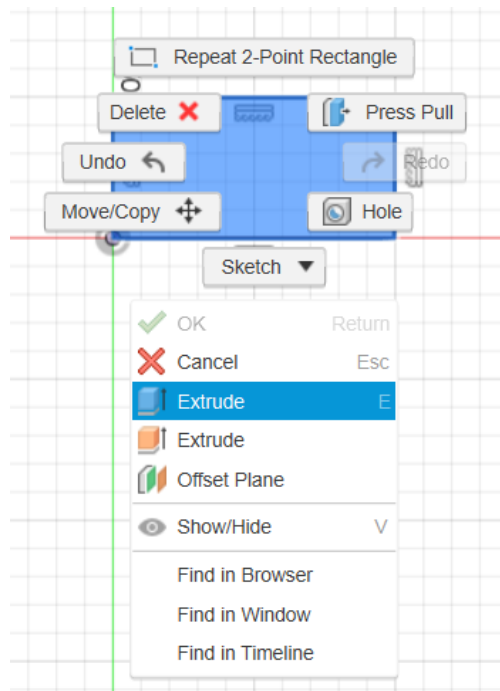 Repeat 2-Point Rectangle
Delete
Press Pull
Undo
Redo
Move/Copy
Hole
Sketch
OK Return
Cancel Esc
Extrude E
Extrude
Offset Plane
Show/Hide V
Find in Browser
Find in Window
Find in Timeline